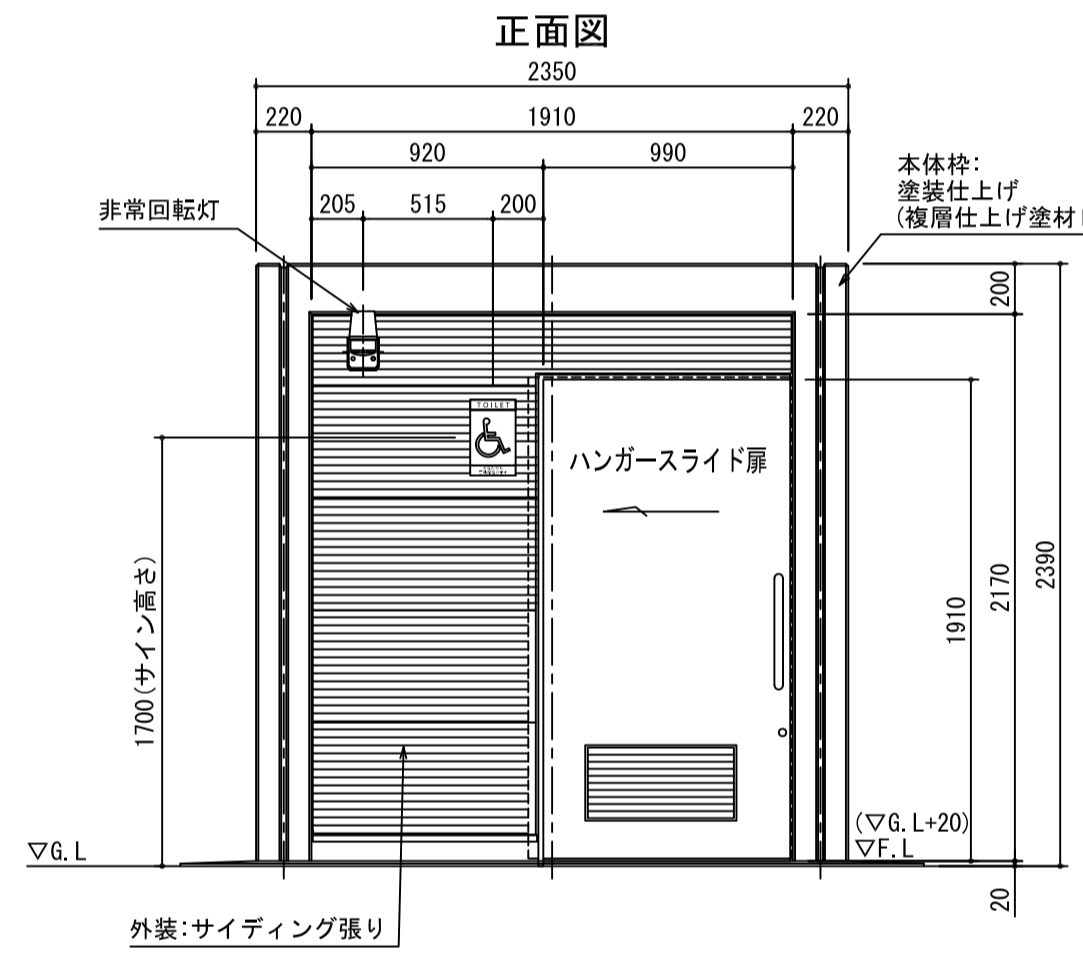 正面図
2350
220
1910
220
920
990
205
515
200
非常回転灯
本体枠:
塗装仕上げ
(複層仕上げ塗材
200
TOILET
ハンガースライド扉
1700(サイン高さ)
1910
2170
2390
(▽G.L+20)
▽G.L
▽F.L
20
外装:サイディング張り